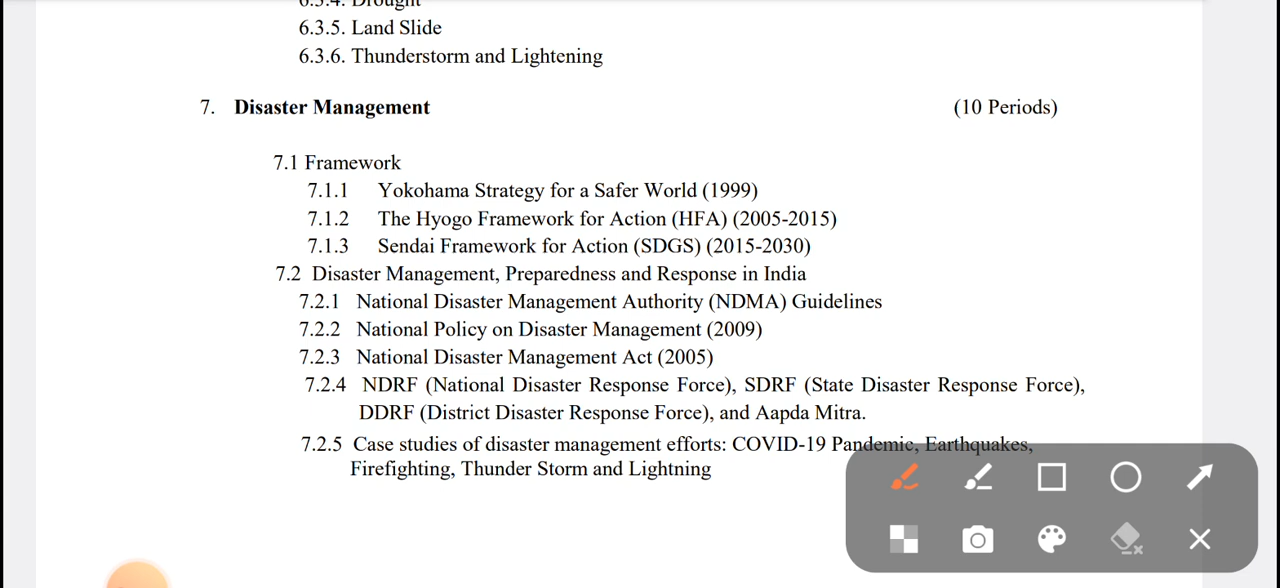 6.3.4. Drought
6.3.5. Land Slide
6.3.6. Thunderstorm and Lightening
7. Disaster Management (10 Periods)
7.1 Framework
7.1.1 Yokohama Strategy for a Safer World (1999)
7.1.2 The Hyogo Framework for Action (HFA) (2005-2015)
7.1.3 Sendai Framework for Action (SDGS) (2015-2030)
7.2 Disaster Management, Preparedness and Response in India
7.2.1 National Disaster Management Authority (NDMA) Guidelines
7.2.2 National Policy on Disaster Management (2009)
7.2.3 National Disaster Management Act (2005)
7.2.4 NDRF (National Disaster Response Force), SDRF (State Disaster Response Force),
DDRF (District Disaster Response Force), and Aapda Mitra.
7.2.5 Case studies of disaster management efforts: COVID-19 Pandemic, Earthquakes,
Firefighting, Thunder Storm and Lightning